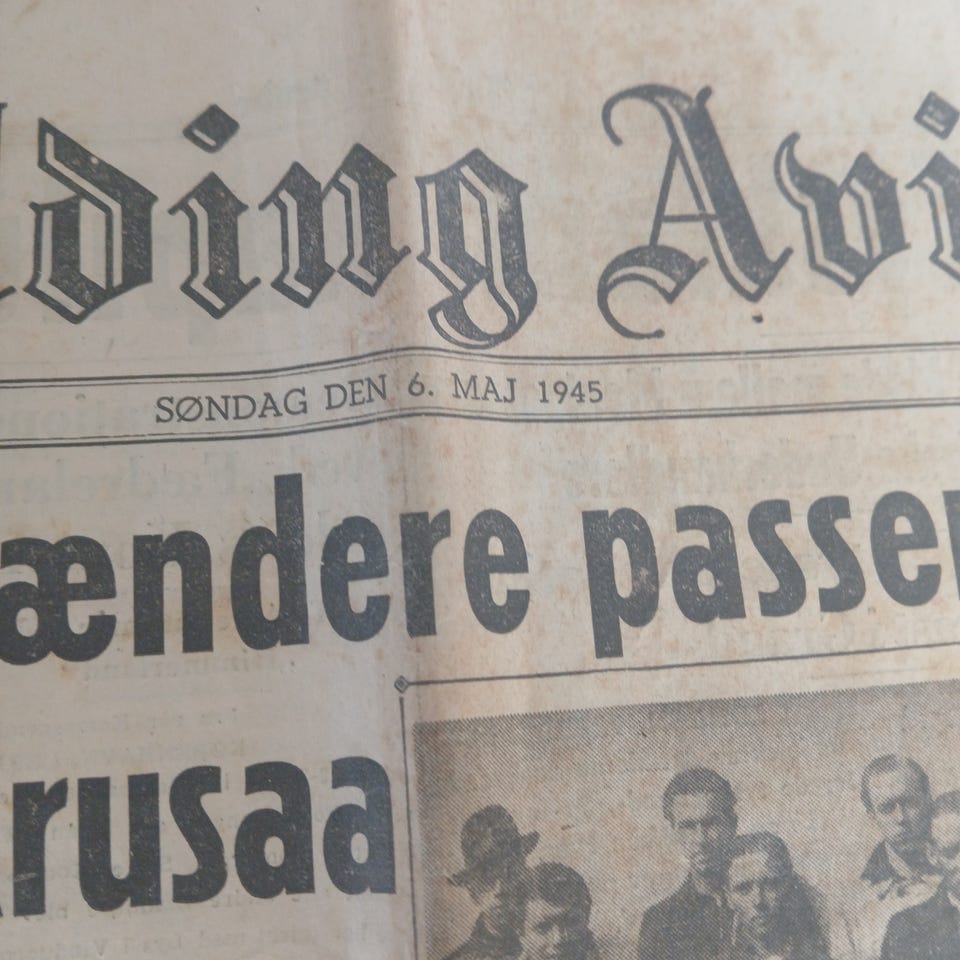 lding Avi
SØNDAG DEN 6. MAJ 1945
ændere passer
rusaa